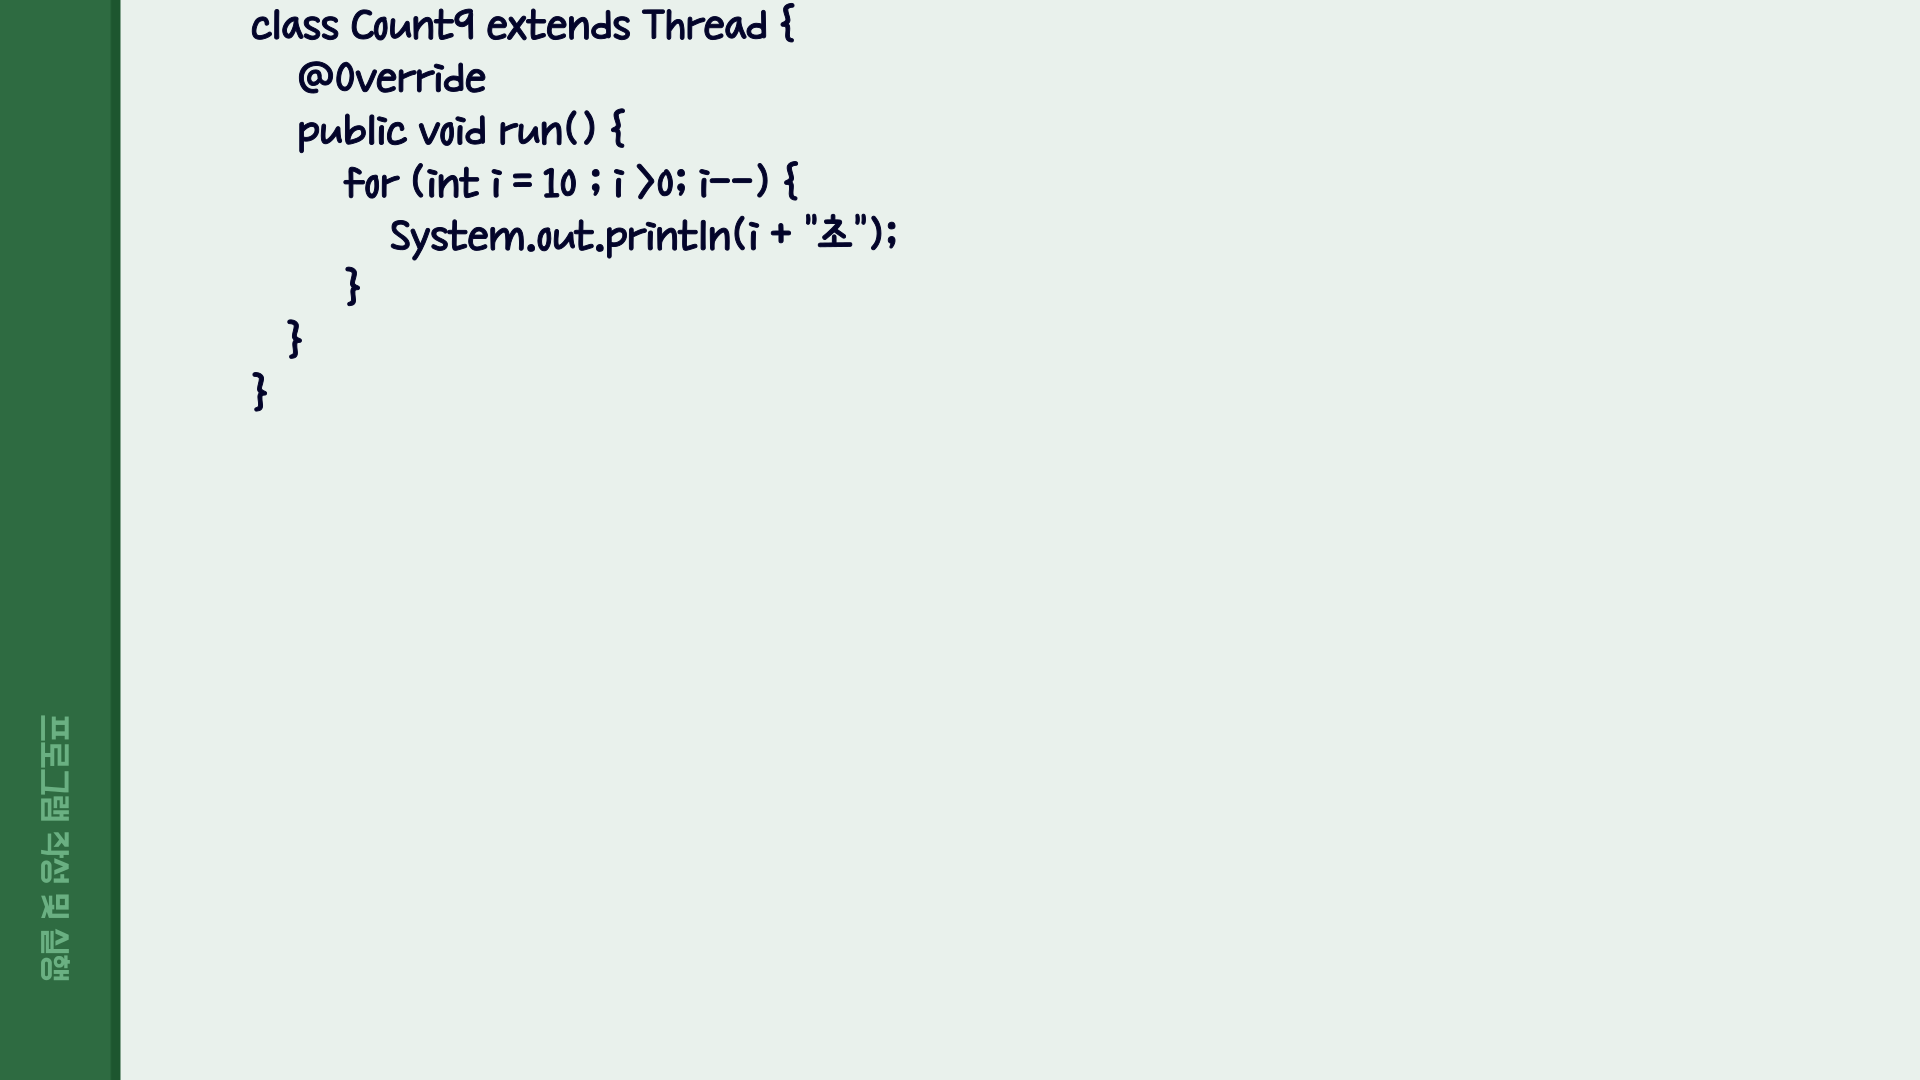 class Count9 extends Thread {
@Override
public void run() {
for (int i = 10 ; i >0; i--) {
System.out.println(i + "초");
}
}
}
프로그램 작성 및 실행